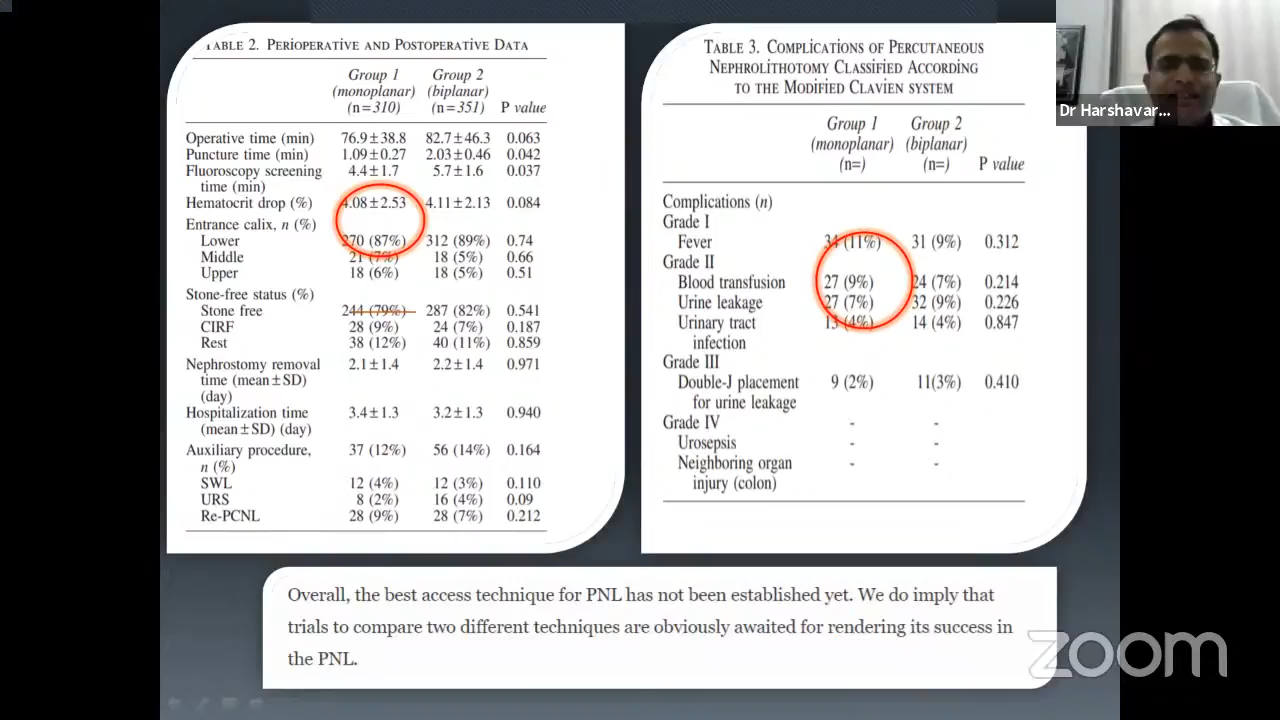 TABLE 2. PERIOPERATIVE AND POSTOPERATIVE DATA
Group 1 Group 2
(monoplanar) (biplanar)
(n=310) (n=351) P value
Operative time (min) 76.9±38.8 82.7±46.3 0.063
Puncture time (min) 1.09±0.27 2.03±0.46 0.042
Fluoroscopy screening 4.4±1.7 5.7±1.6 0.037
time (min)
Hematocrit drop (%) 4.08±2.53 4.11±2.13 0.084
Entrance calix, n (%)
Lower 270 (87%) 312 (89%) 0.74
Middle 21 (7%) 18 (5%) 0.66
Upper 18 (6%) 18 (5%) 0.51
Stone-free status (%)
Stone free 244 (79%) 287 (82%) 0.541
CIRF 28 (9%) 24 (7%) 0.187
Rest 38 (12%) 40 (11%) 0.859
Nephrostomy removal 2.1±1.4 2.2±1.4 0.971
time (mean±SD)
(day)
Hospitalization time 3.4±1.3 3.2±1.3 0.940
(mean±SD) (day)
Auxiliary procedure, 37 (12%) 56 (14%) 0.164
n (%)
SWL 12 (4%) 12 (3%) 0.110
URS 8 (2%) 16 (4%) 0.09
Re-PCNL 28 (9%) 28 (7%) 0.212
TABLE 3. COMPLICATIONS OF PERCUTANEOUS
NEPHROLITHOTOMY CLASSIFIED ACCORDING
TO THE MODIFIED CLAVIEN SYSTEM
Group 1 Group 2
(monoplanar) (biplanar)
(n=) (n=) P value
Complications (n)
Grade I
Fever 34 (11%) 31 (9%) 0.312
Grade II
Blood transfusion 27 (9%) 24 (7%) 0.214
Urine leakage 27 (7%) 32 (9%) 0.226
Urinary tract 13 (4%) 14 (4%) 0.847
infection
Grade III
Double-J placement 9 (2%) 11(3%) 0.410
for urine leakage
Grade IV - -
Urosepsis - -
Neighboring organ - -
injury (colon)
Overall, the best access technique for PNL has not been established yet. We do imply that
trials to compare two different techniques are obviously awaited for rendering its success in
the PNL.
Dr Harshavar...
zoom